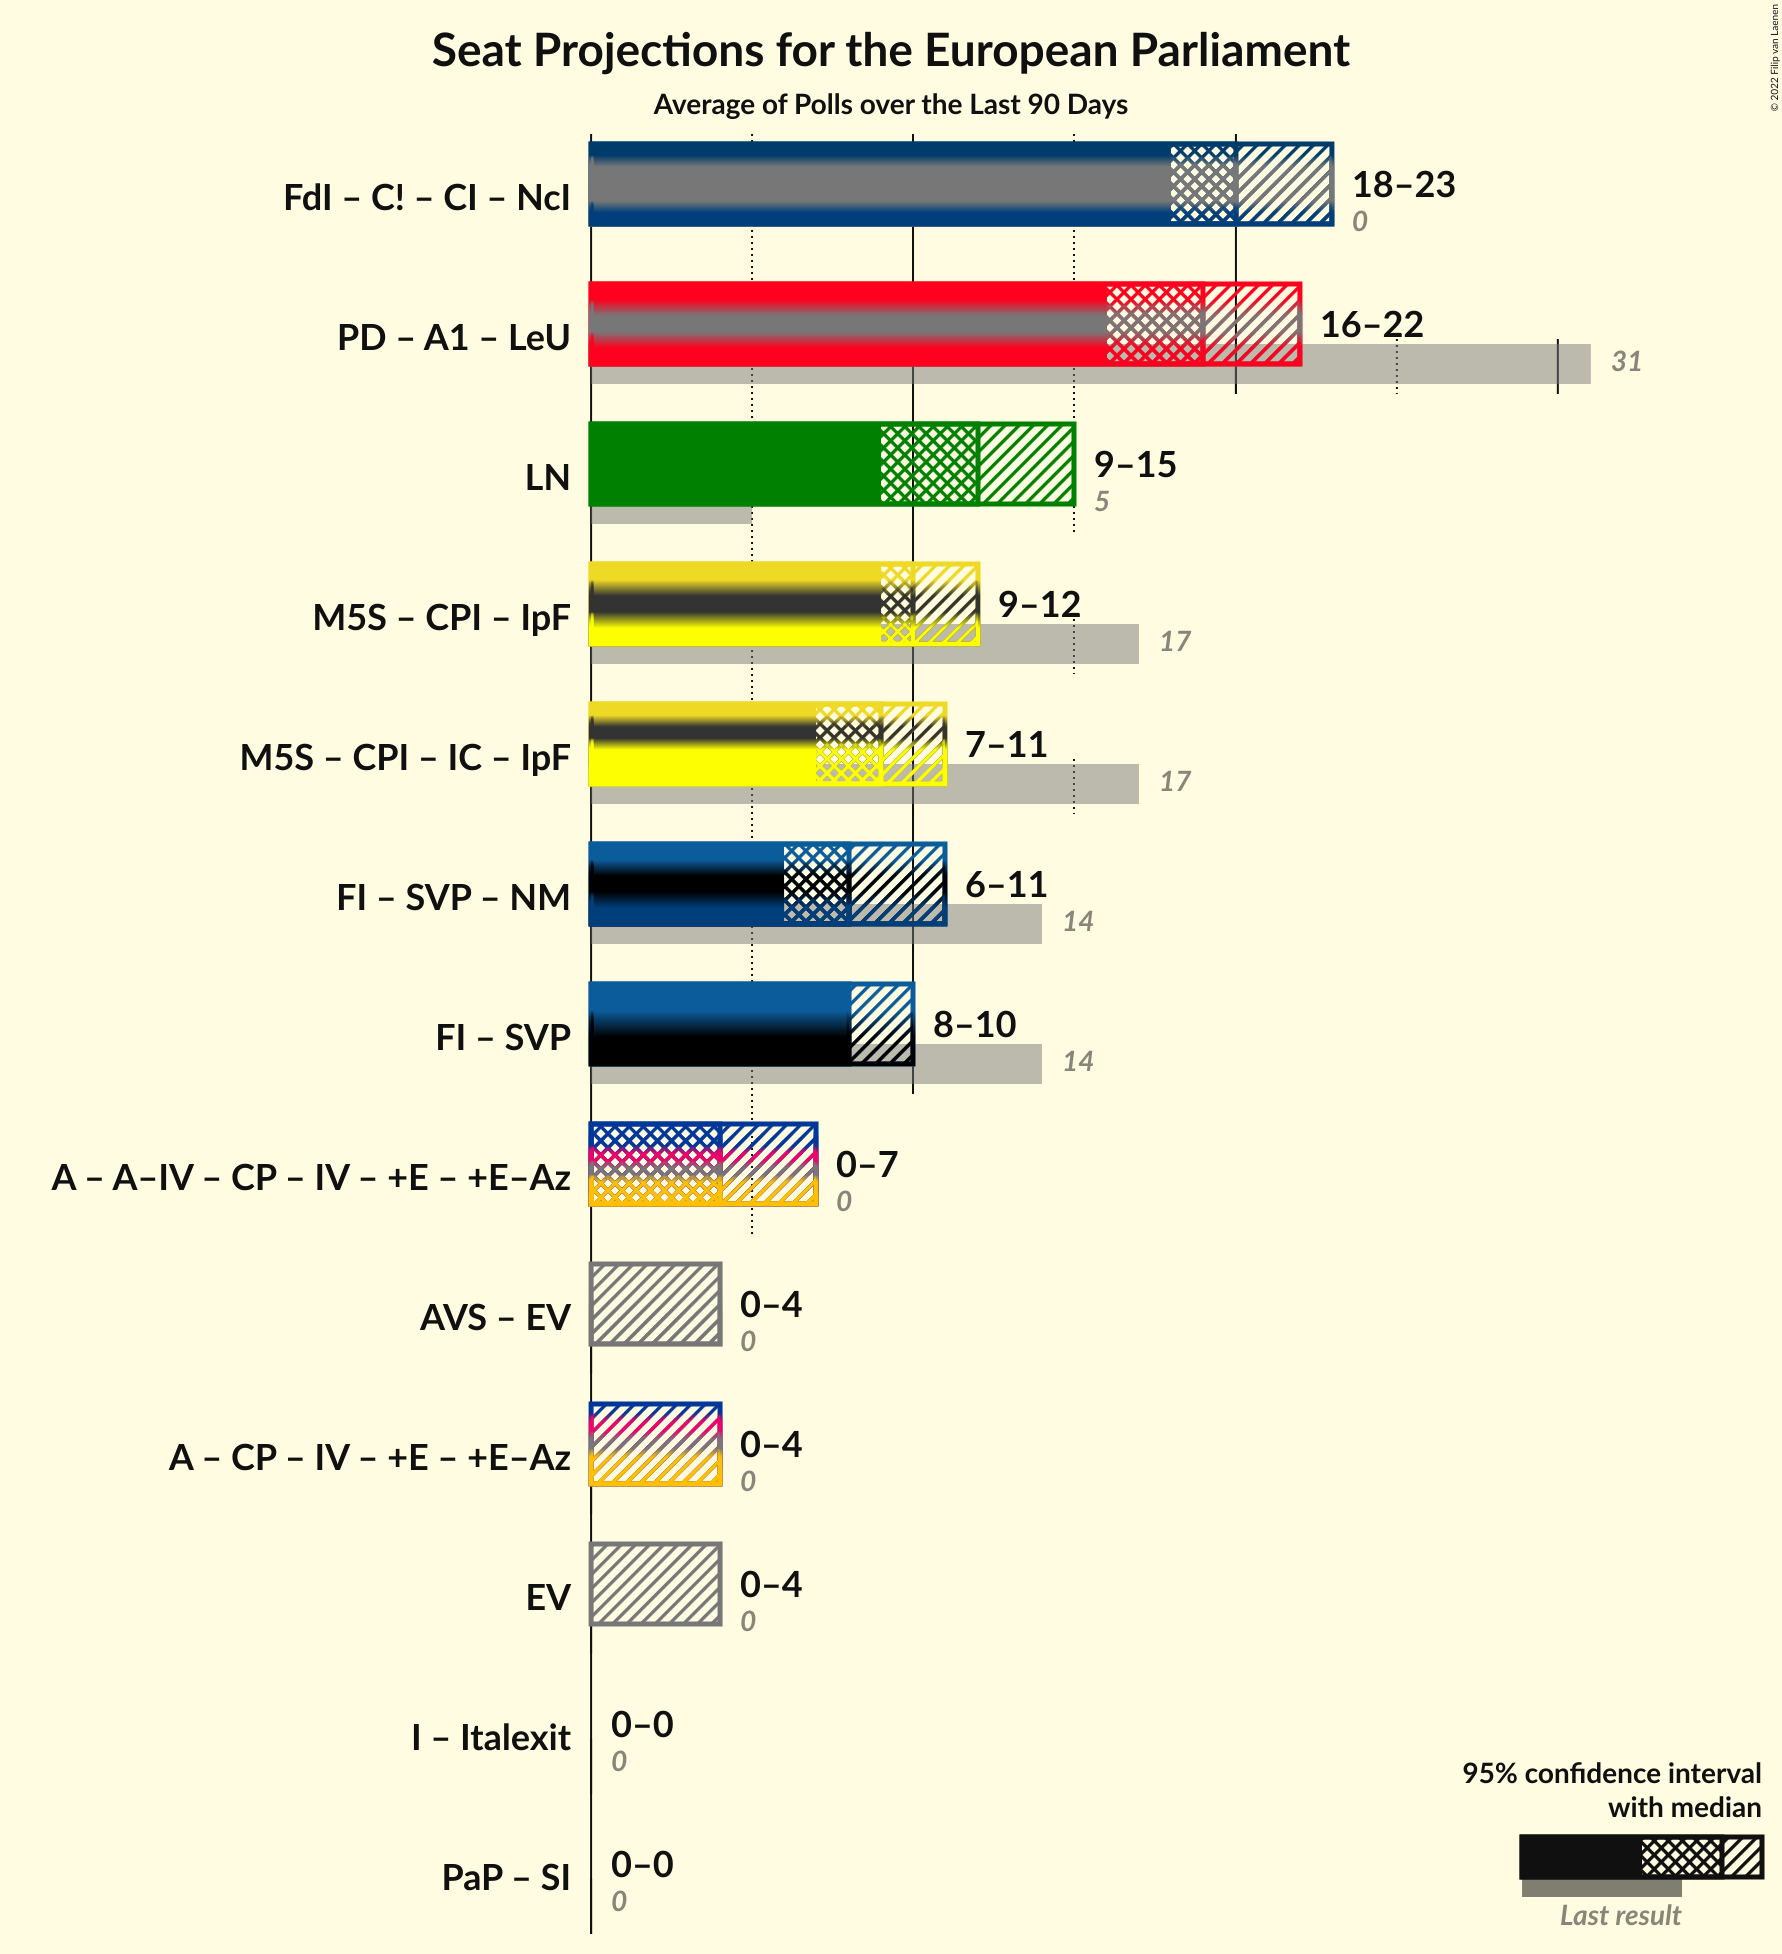 © 2022 Filip van Laenen
Seat Projections for the European Parliament
Average of Polls over the Last 90 Days
FdI – C! – CI – NcI
18–23
0
PD – A1 – LeU
16–22
31
LN
9–15
5
M5S – CPI – IpF
9–12
17
M5S – CPI – IC – IpF
7–11
17
FI – SVP – NM
6–11
14
FI – SVP
8–10
14
A – A–IV – CP – IV – +E – +E–Az
0–7
0
AVS – EV
0–4
0
A – CP – IV – +E – +E–Az
0–4
0
EV
0–4
0
I – Italexit
0–0
0
PaP – SI
0–0
0
95% confidence interval
with median
Last result